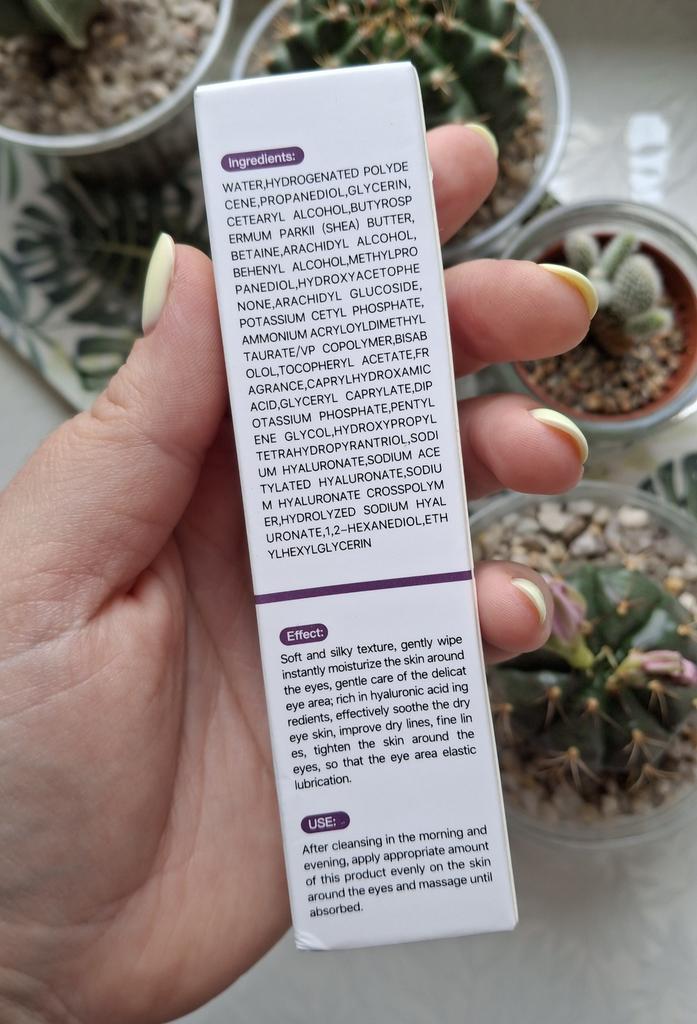 Ingredients:
WATER,HYDROGENATED POLYDE
CENE,PROPANEDIOL,GLYCERIN,
CETEARYL ALCOHOL,BUTYROSP
ERMUM PARKII (SHEA) BUTTER,
BETAINE,ARACHIDYL ALCOHOL,
BEHENYL ALCOHOL,METHYLPRO
PANEDIOL,HYDROXYACETOPHE
NONE,ARACHIDYL GLUCOSIDE,
POTASSIUM CETYL PHOSPHATE,
AMMONIUM ACRYLOYLDIMETHYL
TAURATE/VP COPOLYMER,BISAB
OLOL,TOCOPHERYL ACETATE,FR
AGRANCE,CAPRYLHYDROXAMIC
ACID,GLYCERYL CAPRYLATE,DIP
OTASSIUM PHOSPHATE,PENTYL
ENE GLYCOL,HYDROXYPROPYL
TETRAHYDROPYRANTRIOL,SODI
UM HYALURONATE,SODIUM ACE
TYLATED HYALURONATE,SODIU
M HYALURONATE CROSSPOLYM
ER,HYDROLYZED SODIUM HYAL
URONATE,1,2-HEXANEDIOL,ETH
YLHEXYLGLYCERIN
Effect:
Soft and silky texture, gently wipe
instantly moisturize the skin around
the eyes, gentle care of the delicat
eye area; rich in hyaluronic acid ing
redients, effectively soothe the dry
eye skin, improve dry lines, fine lin
es, tighten the skin around the
eyes, so that the eye area elastic
lubrication.
USE:
After cleansing in the morning and
evening, apply appropriate amount
of this product evenly on the skin
around the eyes and massage until
absorbed.